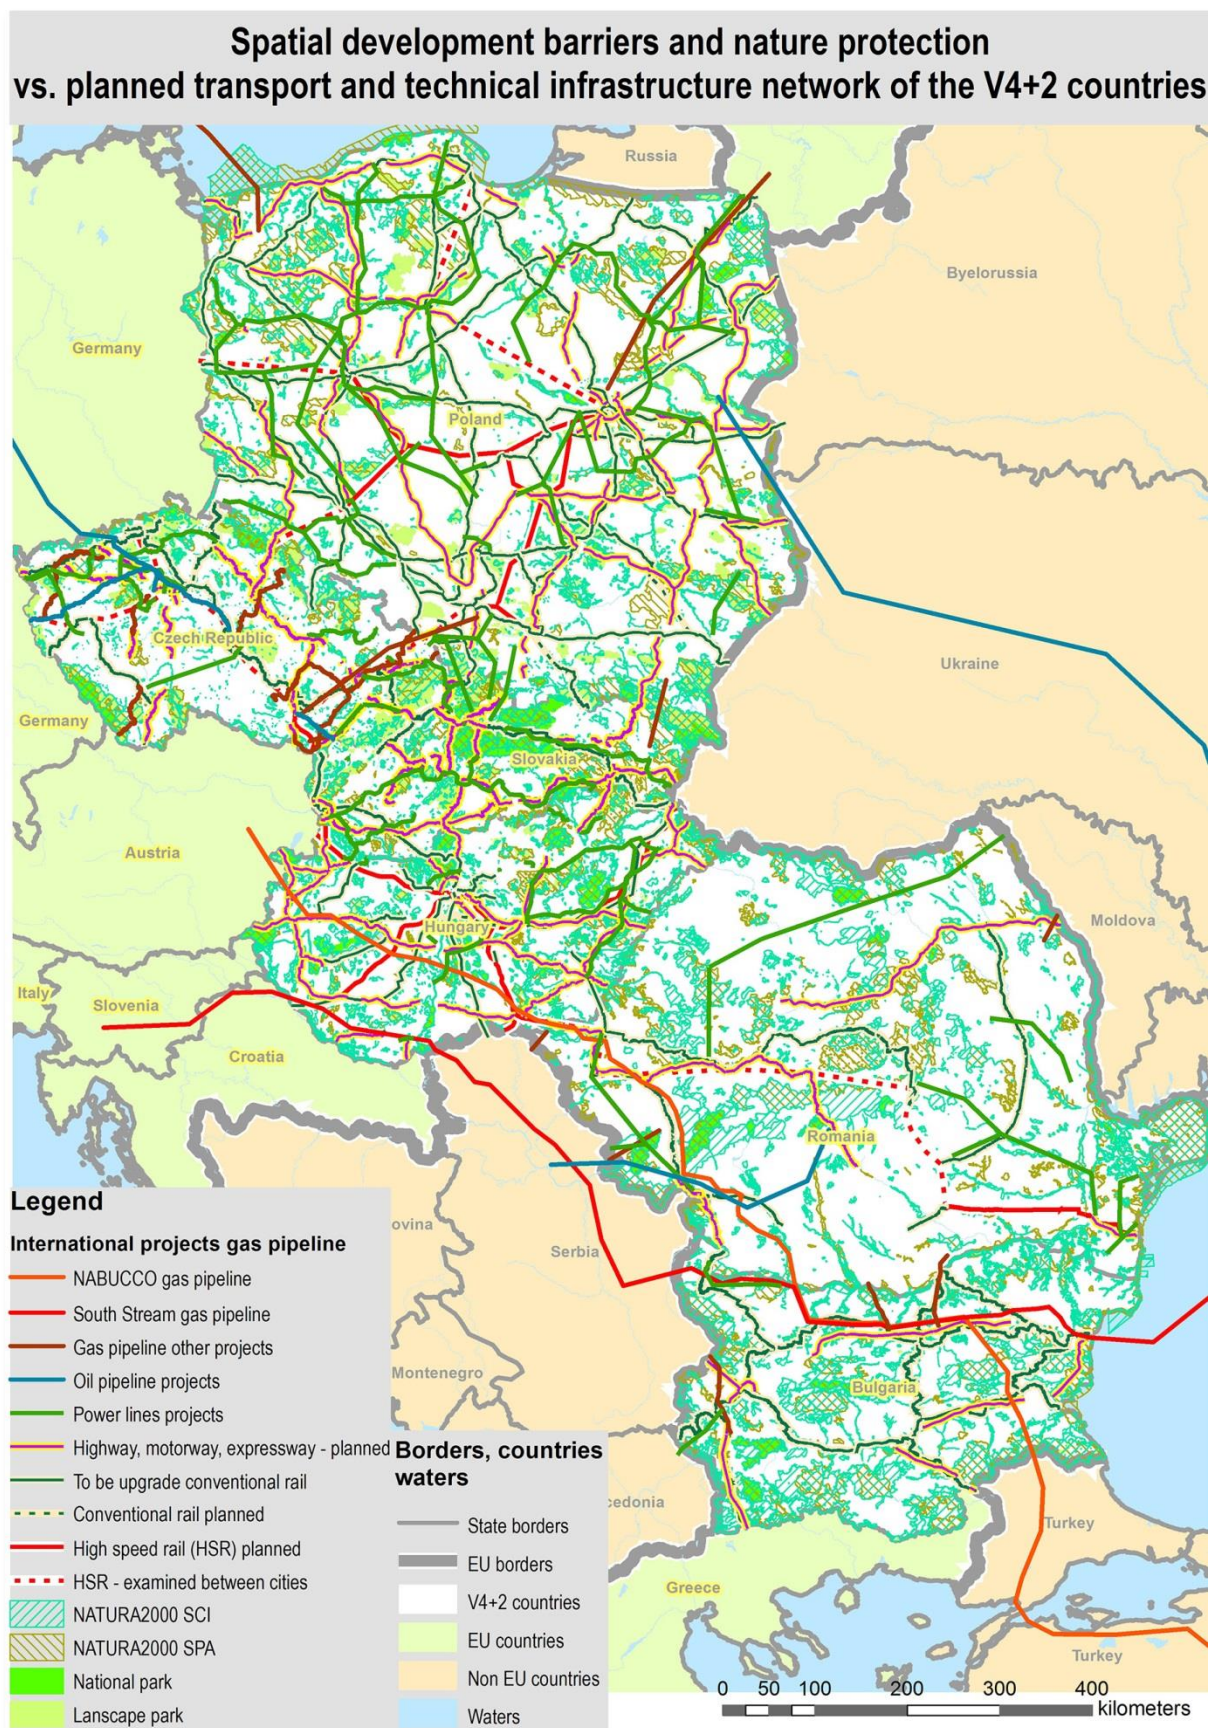 Spatial development barriers and nature protection
vs. planned transport and technical infrastructure network of the V4+2 countries
Russia
Byelorussia
Germany
Poland
Ukraine
Czech Republic
Germany
Slovakia
Austria
Moldova
Hungary
Italy
Slovenia
Croatia
Romania
ovina
Serbia
Montenegro
Bulgaria
cedonia
Turkey
Greece
Turkey
Legend
International projects gas pipeline
NABUCCO gas pipeline
South Stream gas pipeline
Gas pipeline other projects
Oil pipeline projects
Power lines projects
Highway, motorway, expressway - planned
To be upgrade conventional rail
Conventional rail planned
High speed rail (HSR) planned
HSR - examined between cities
NATURA2000 SCI
NATURA2000 SPA
National park
Lanscape park
Borders, countries
waters
State borders
EU borders
V4+2 countries
EU countries
Non EU countries
Waters
0 50 100 200 300 400
kilometers